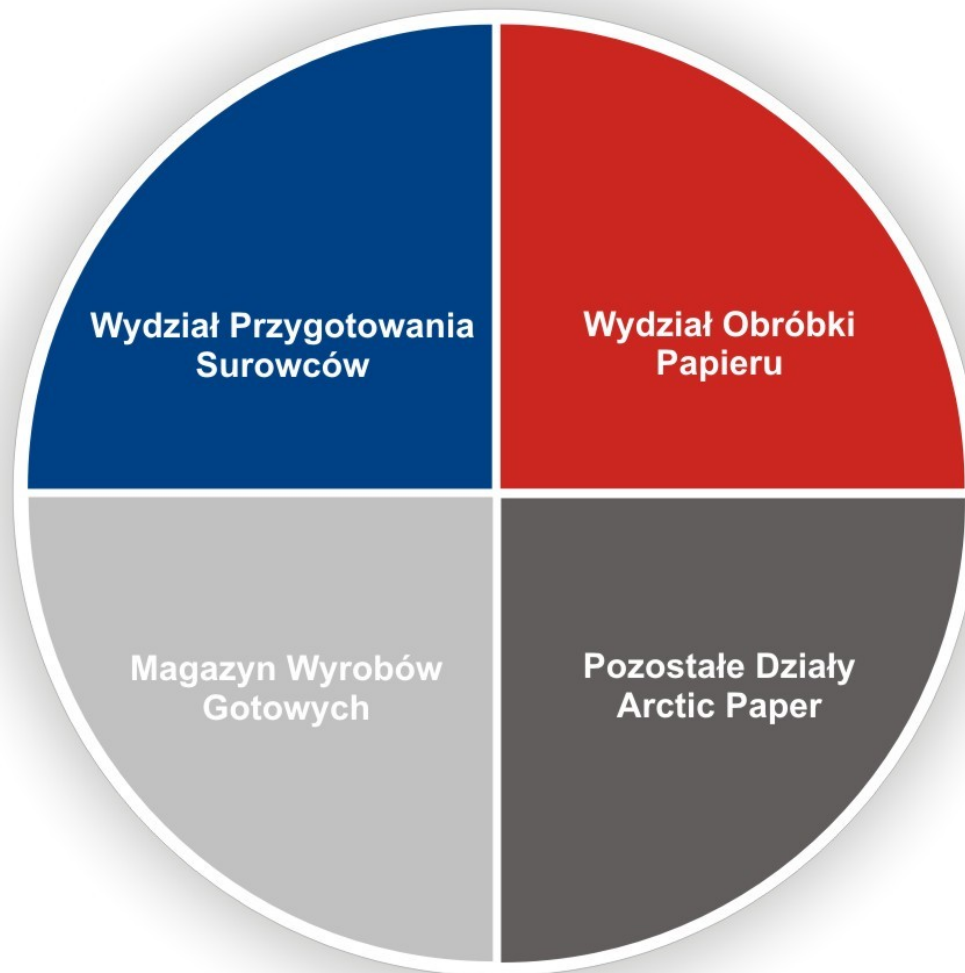 Wydział Przygotowania
Surowców
Wydział Obróbki
Papieru
Magazyn Wyrobów
Gotowych
Pozostałe Działy
Arctic Paper